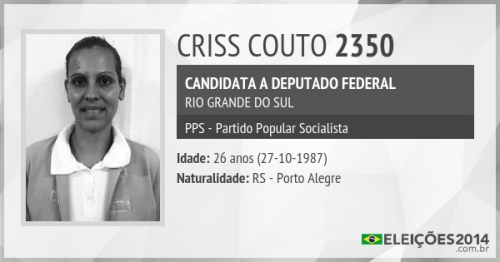 CRISS COUTO 2350
CANDIDATA A DEPUTADO FEDERAL
RIO GRANDE DO SUL
PPS - Partido Popular Socialista
Idade: 26 anos (27-10-1987)
Naturalidade: RS - Porto Alegre
ELEIÇÕES2014
.com.br